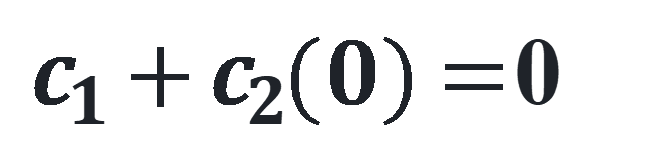 c₁ + c₂(0) = 0